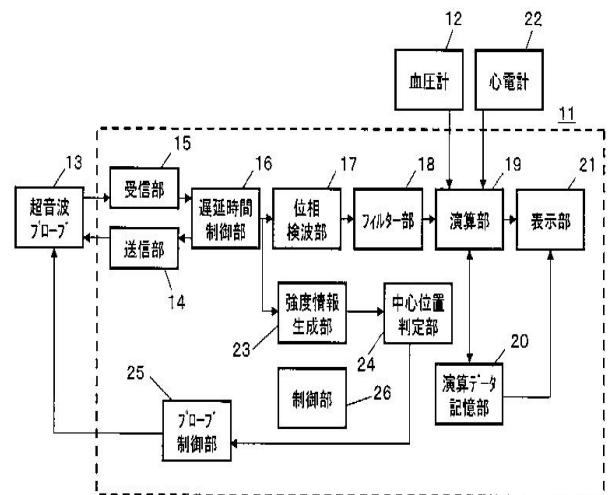 12
22
血圧計
心電計
11
13
15
16
17
18
19
21
超音波
プローブ
受信部
送信部
14
遅延時間
制御部
位相
検波部
フィルター部
演算部
表示部
強度情報
生成部
23
中心位置
判定部
24
20
演算データ
記憶部
25
プローブ
制御部
制御部
26